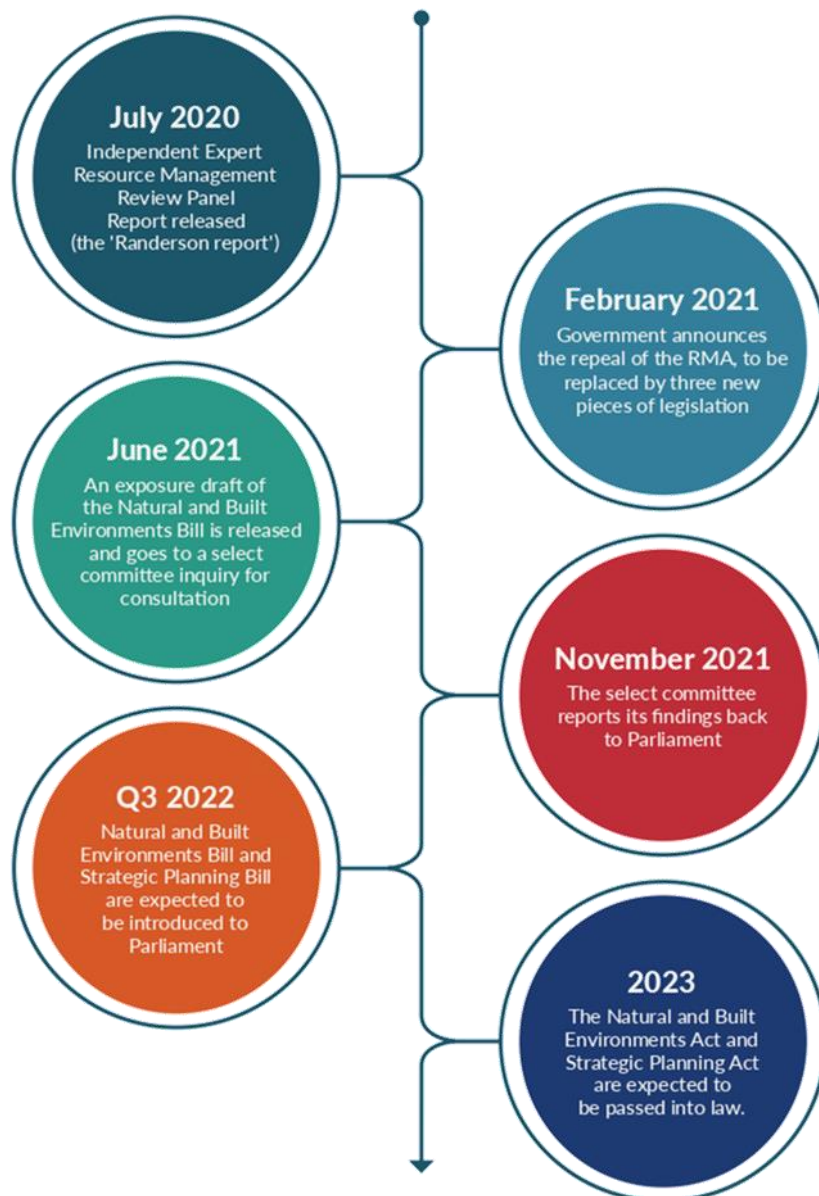 July 2020
Independent Expert
Resource Management
Review Panel
Report released
(the 'Randerson report')
February 2021
Government announces
the repeal of the RMA, to be
replaced by three new
pieces of legislation
June 2021
An exposure draft of
the Natural and Built
Environments Bill is released
and goes to a select
committee inquiry for
consultation
November 2021
The select committee
reports its findings back
to Parliament
Q3 2022
Natural and Built
Environments Bill and
Strategic Planning Bill
are expected to
be introduced to
Parliament
2023
The Natural and Built
Environments Act and
Strategic Planning Act
are expected to
be passed into law.